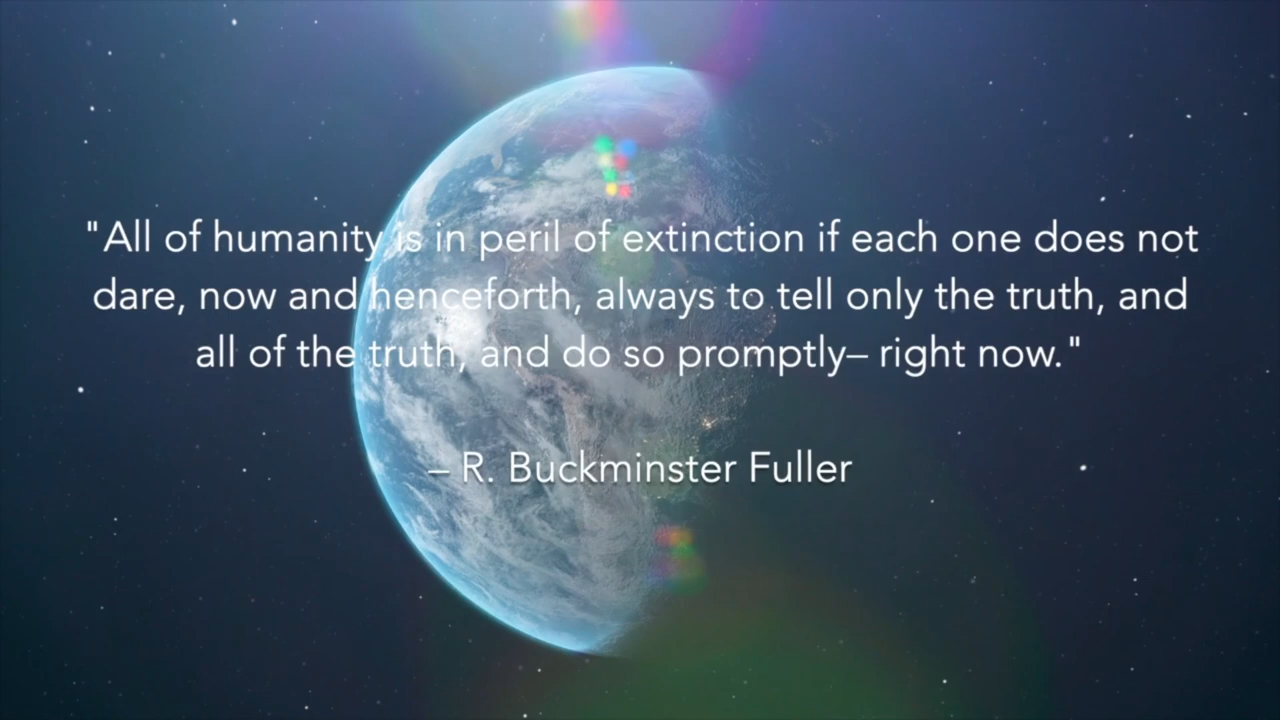 "All of humanity is in peril of extinction if each one does not
dare, now and henceforth, always to tell only the truth, and
all of the truth, and do so promptly– right now."
– R. Buckminster Fuller